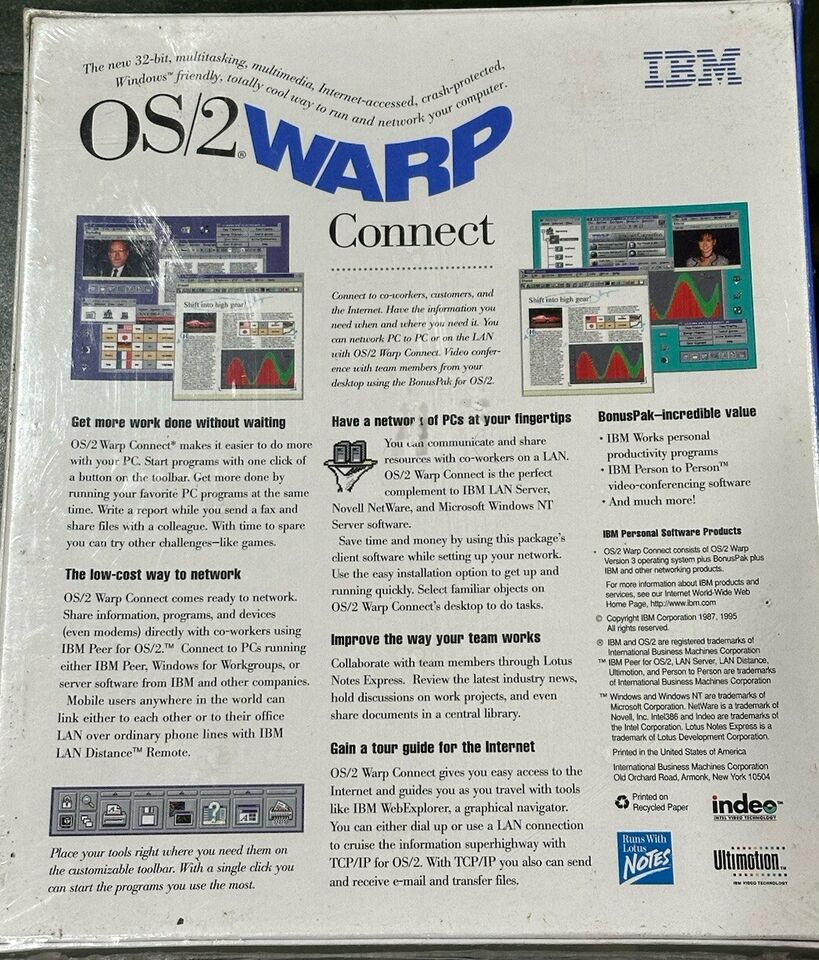 The new 32-bit, multitasking, multimedia, Internet-accessed, crash-protected,
Windows™ friendly, totally cool way to run and network your computer.
IBM
OS/2® WARP
Connect
Shift into high gear!
Shift into high gear!
Connect to co-workers, customers, and
the Internet. Have the information you
need when and where you need it. You
can network PC to PC or on the LAN
with OS/2 Warp Connect. Video confer-
ence with team members from your
desktop using the BonusPak for OS/2.
Get more work done without waiting
OS/2 Warp Connect* makes it easier to do more
with your PC. Start programs with one click of
a button on the toolbar. Get more done by
running your favorite PC programs at the same
time. Write a report while you send a fax and
share files with a colleague. With time to spare
you can try other challenges—like games.
The low-cost way to network
OS/2 Warp Connect comes ready to network.
Share information, programs, and devices
(even modems) directly with co-workers using
IBM Peer for OS/2.™ Connect to PCs running
either IBM Peer, Windows for Workgroups, or
server software from IBM and other companies.
Mobile users anywhere in the world can
link either to each other or to their office
LAN over ordinary phone lines with IBM
LAN Distance™ Remote.
Place your tools right where you need them on
the customizable toolbar. With a single click you
can start the programs you use the most.
Have a network of PCs at your fingertips
You can communicate and share
resources with co-workers on a LAN.
OS/2 Warp Connect is the perfect
complement to IBM LAN Server,
Novell NetWare, and Microsoft Windows NT
Server software.
Save time and money by using this package's
client software while setting up your network.
Use the easy installation option to get up and
running quickly. Select familiar objects on
OS/2 Warp Connect's desktop to do tasks.
Improve the way your team works
Collaborate with team members through Lotus
Notes Express. Review the latest industry news,
hold discussions on work projects, and even
share documents in a central library.
Gain a tour guide for the Internet
OS/2 Warp Connect gives you easy access to the
Internet and guides you as you travel with tools
like IBM WebExplorer, a graphical navigator.
You can either dial up or use a LAN connection
to cruise the information superhighway with
TCP/IP for OS/2. With TCP/IP you also can send
and receive e-mail and transfer files.
BonusPak—incredible value
• IBM Works personal
productivity programs
• IBM Person to Person™
video-conferencing software
• And much more!
IBM Personal Software Products
* OS/2 Warp Connect consists of OS/2 Warp
Version 3 operating system plus BonusPak plus
IBM and other networking products.
For more information about IBM products and
services, see our Internet World-Wide Web
Home Page, http://www.ibm.com
© Copyright IBM Corporation 1987, 1995
All rights reserved.
® IBM and OS/2 are registered trademarks of
International Business Machines Corporation
™ IBM Peer for OS/2, LAN Server, LAN Distance,
Ultimotion, and Person to Person are trademarks
of International Business Machines Corporation
™ Windows and Windows NT are trademarks of
Microsoft Corporation. NetWare is a trademark of
Novell, Inc. Intel386 and Indeo are trademarks of
the Intel Corporation. Lotus Notes Express is a
trademark of Lotus Development Corporation.
Printed in the United States of America
International Business Machines Corporation
Old Orchard Road, Armonk, New York 10504
Printed on
Recycled Paper
indeo™
INTEL VIDEO TECHNOLOGY
Runs With
Lotus
NOTES
Ultimotion™
IBM VIDEO TECHNOLOGY